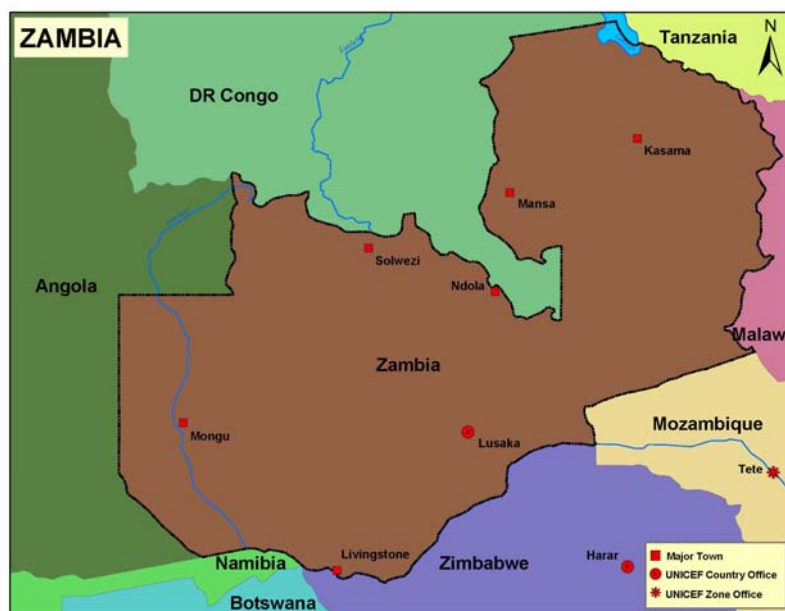 ZAMBIA
N
Tanzania
DR Congo
Kasama
Mansa
Solwezi
Angola
Ndola
Malaw
Zambia
Mozambique
Mongu
Lusaka
Tete
Livingstone
Zimbabwe
Harar
Namibia
Botswana
Major Town
UNICEF Country Office
UNICEF Zone Office